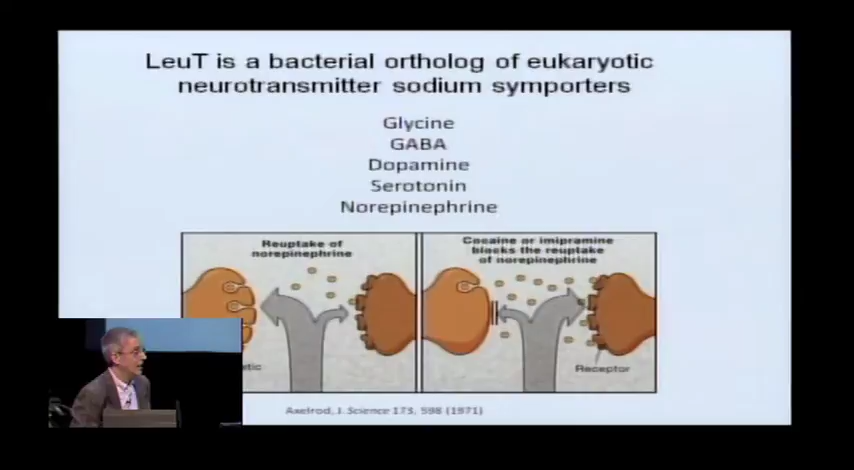 LeuT is a bacterial ortholog of eukaryotic
neurotransmitter sodium symporters
Glycine
GABA
Dopamine
Serotonin
Norepinephrine
Reuptake of
norepinephrine
Cocaine or imipramine
blocks the reuptake
of norepinephrine
Receptor
Axelrod, J. Science 173, 598 (1971)